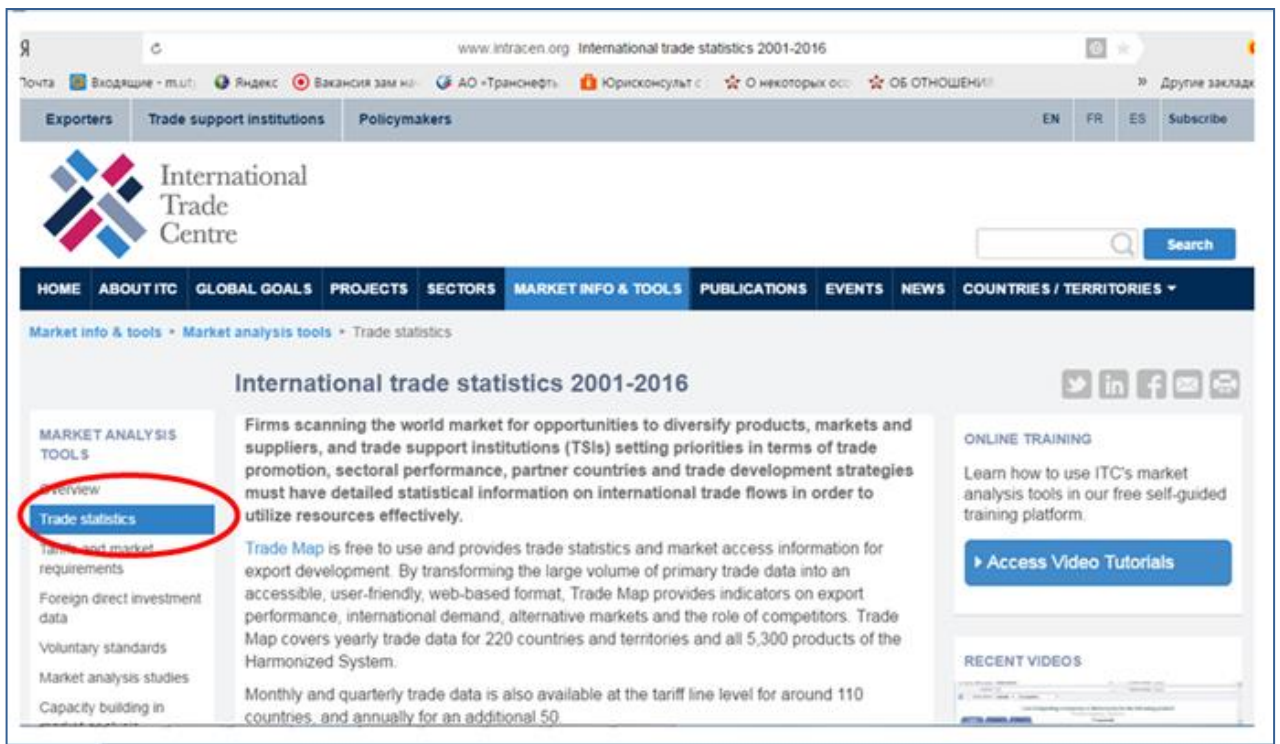 Я www.intracen.org International trade statistics 2001-2016
Почта Входящие - m.ut Яндекс Вакансия зам на АО «Транснефть Юрисконсульт с О некоторых осо ОБ ОТНОШЕНИИ » Другие заклад
Exporters Trade support institutions Policymakers EN FR ES Subscribe
International
Trade
Centre
Search
HOME ABOUT ITC GLOBAL GOALS PROJECTS SECTORS MARKET INFO & TOOLS PUBLICATIONS EVENTS NEWS COUNTRIES / TERRITORIES
Market info & tools • Market analysis tools • Trade statistics
International trade statistics 2001-2016
MARKET ANALYSIS
TOOLS
Overview
Trade statistics
Tariffs and market
requirements
Foreign direct investment
data
Voluntary standards
Market analysis studies
Capacity building in
market analysis
Firms scanning the world market for opportunities to diversify products, markets and
suppliers, and trade support institutions (TSIs) setting priorities in terms of trade
promotion, sectoral performance, partner countries and trade development strategies
must have detailed statistical information on international trade flows in order to
utilize resources effectively.
Trade Map is free to use and provides trade statistics and market access information for
export development. By transforming the large volume of primary trade data into an
accessible, user-friendly, web-based format, Trade Map provides indicators on export
performance, international demand, alternative markets and the role of competitors. Trade
Map covers yearly trade data for 220 countries and territories and all 5,300 products of the
Harmonized System.
Monthly and quarterly trade data is also available at the tariff line level for around 110
countries, and annually for an additional 50.
ONLINE TRAINING
Learn how to use ITC's market
analysis tools in our free self-guided
training platform.
Access Video Tutorials
RECENT VIDEOS